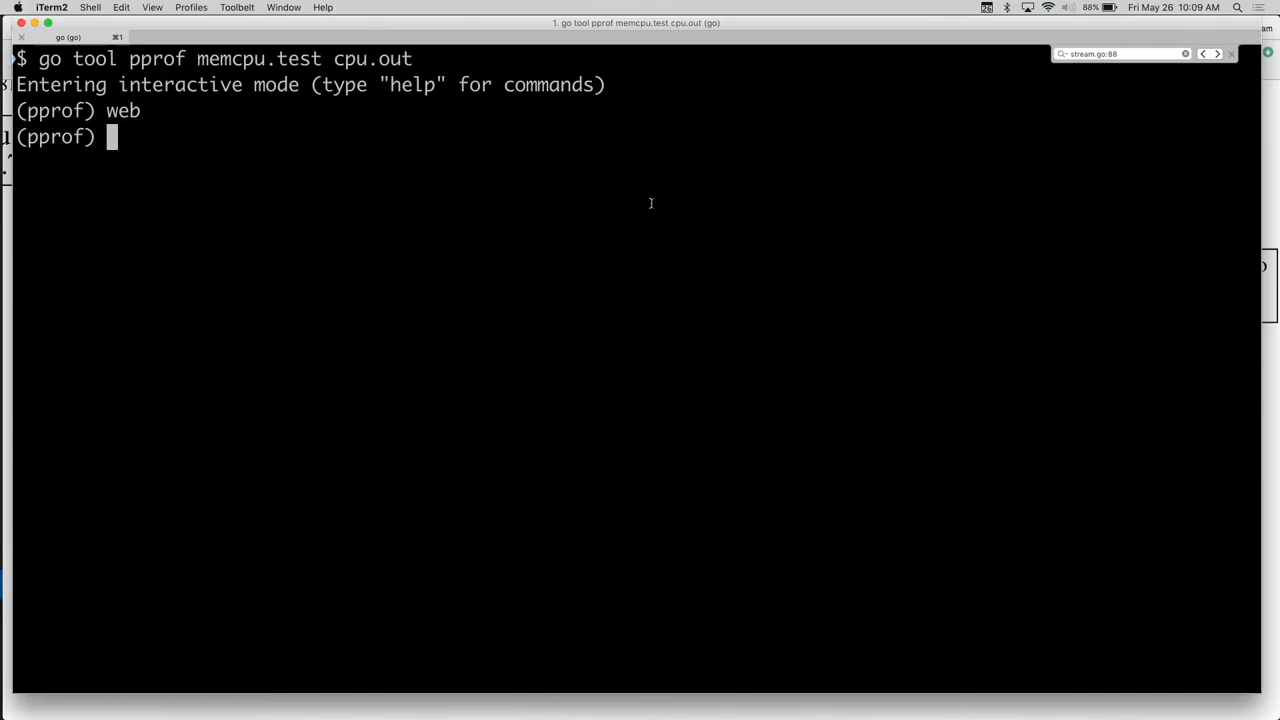 iTerm2 Shell Edit View Profiles Toolbelt Window Help
26 88% Fri May 26 10:09 AM
1. go tool pprof memcpu.test cpu.out (go)
go (go) ⌘1
stream.go:88
$ go tool pprof memcpu.test cpu.out
Entering interactive mode (type "help" for commands)
(pprof) web
(pprof)